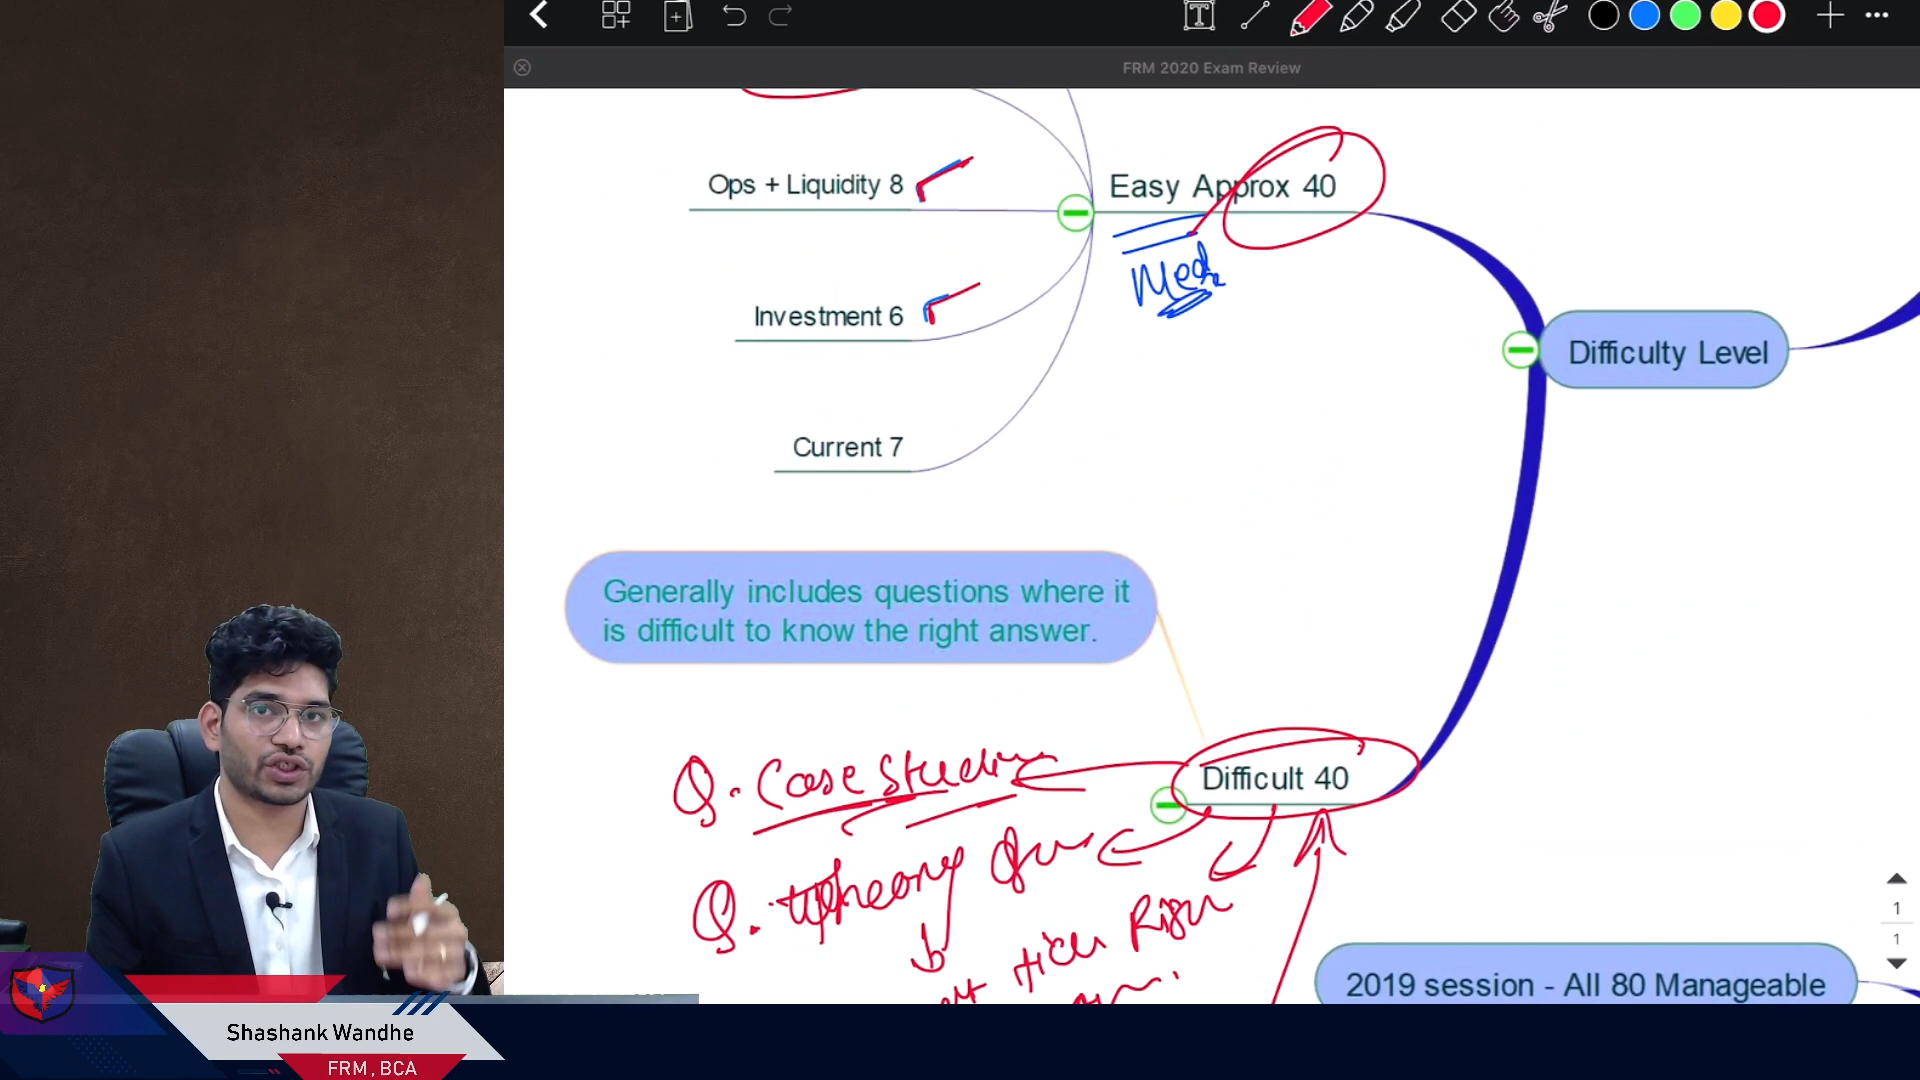 FRM 2020 Exam Review
Ops + Liquidity 8
Easy Approx 40
Med
Investment 6
Difficulty Level
Current 7
Generally includes questions where it
is difficult to know the right answer.
Difficult 40
Q. Case Studies
Q. theory
Risk
1
1
2019 session - All 80 Manageable
Shashank Wandhe
FRM, BCA